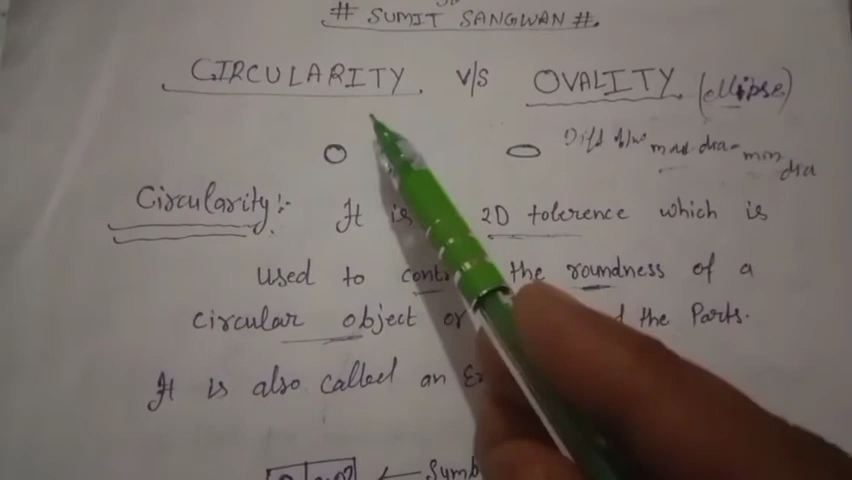 # SUMIT SANGWAN #.
CIRCULARITY. V/S OVALITY (ellipse)
Diff b/w max. dia - min dia
Circularity:- It is 2D tolerence which is
used to the roundness of a
circular object or the Parts.
It is also called an
← Symb